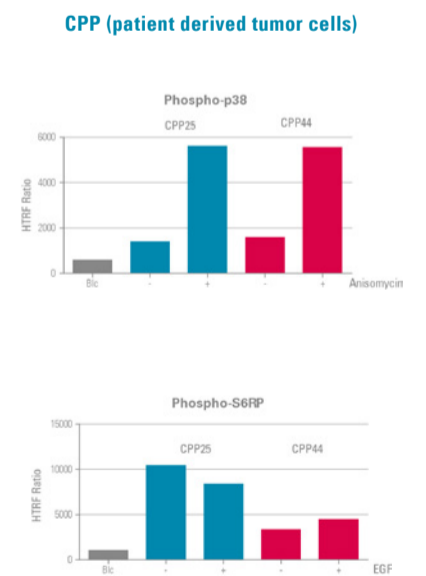 CPP (patient derived tumor cells)
Phospho-p38
CPP25 CPP44
HTRF Ratio
6000
4000
2000
0
Blc - + - + Anisomycin
Phospho-S6RP
CPP25 CPP44
HTRF Ratio
15000
10000
5000
0
Blc - + - + EGF